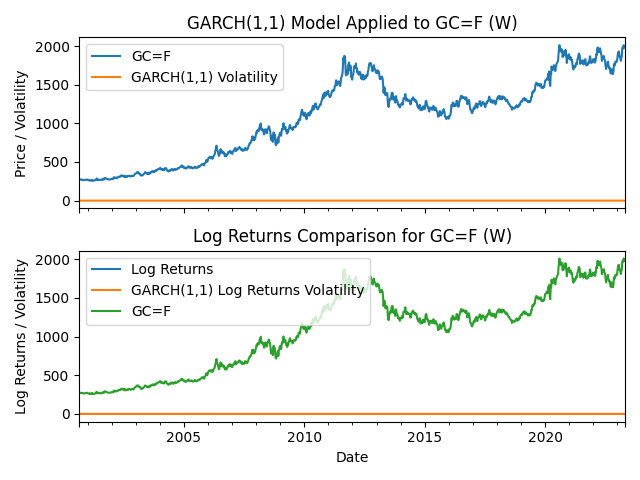 GARCH(1,1) Model Applied to GC=F (W)
Price / Volatility
2000
1500
1000
500
0
GC=F
GARCH(1,1) Volatility
Log Returns Comparison for GC=F (W)
Log Returns / Volatility
2000
1500
1000
500
0
Log Returns
GARCH(1,1) Log Returns Volatility
GC=F
2005
2010
2015
2020
Date